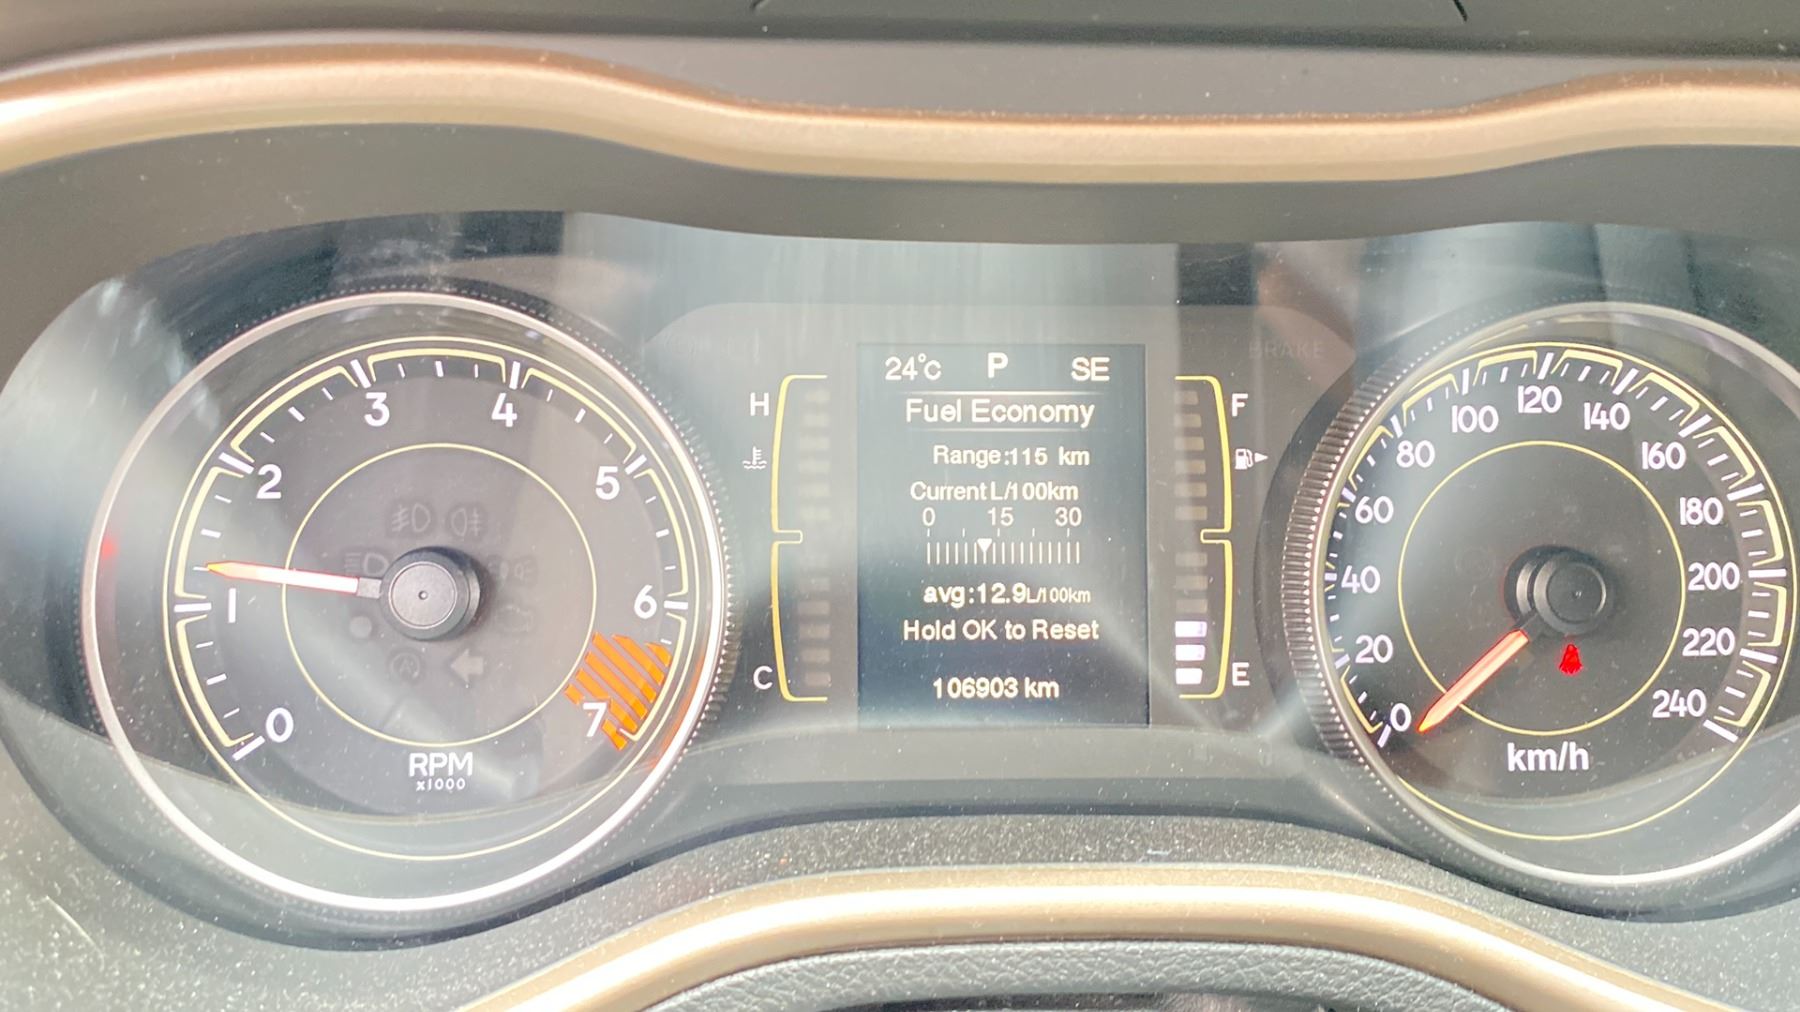 0
1
2
3
4
5
6
7
RPM
x1000
H
C
24°C P SE
Fuel Economy
Range:115 km
Current L/100km
0 15 30
avg:12.9L/100km
Hold OK to Reset
106903 km
F
E
BRAKE
0
20
40
60
80
100
120
140
160
180
200
220
240
km/h